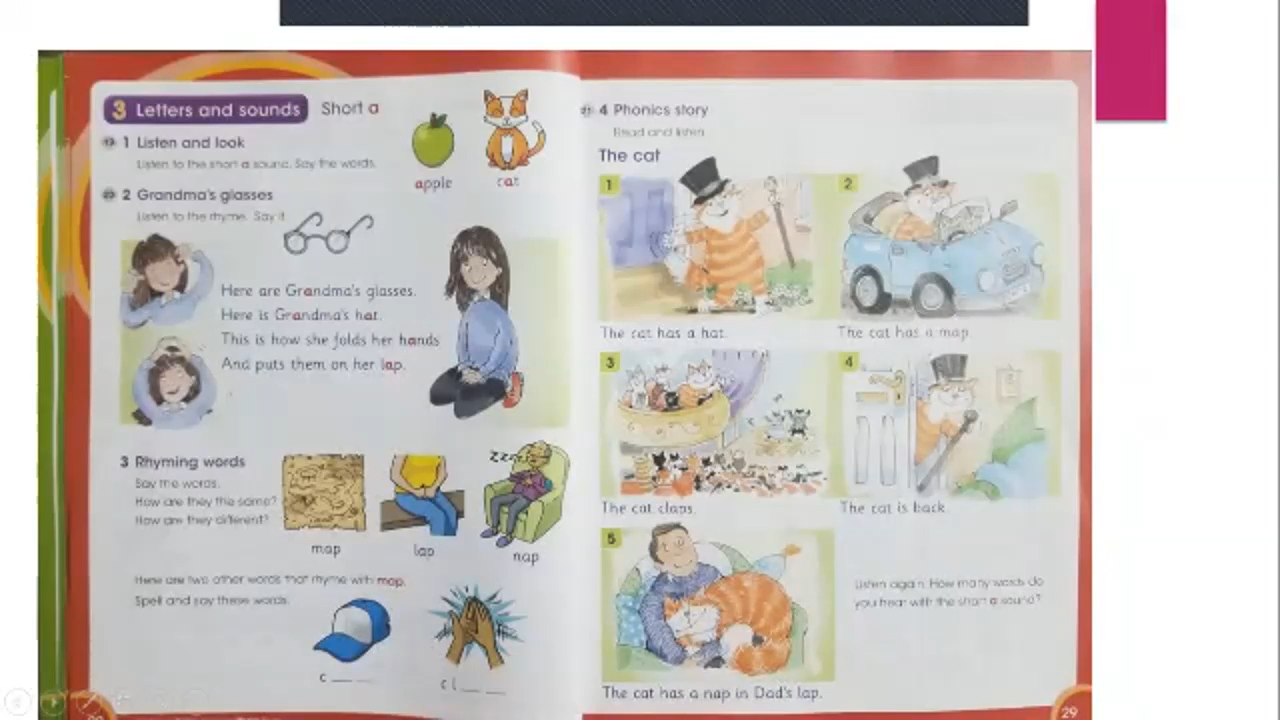 3 Letters and sounds Short a
1 Listen and look
Listen to the short a sound. Say the words.
apple
cat
2 Grandma's glasses
Listen to the rhyme. Say it
Here are Grandma's glasses.
Here is Grandma's hat.
This is how she folds her hands
And puts them on her lap.
3 Rhyming words
Say the words.
How are they the same?
How are they different?
zzz
map
lap
nap
Here are two other words that rhyme with map.
Spell and say these words.
c __ __
c l __ __
4 Phonics story
Read and listen
The cat
1
The cat has a hat.
2
The cat has a map.
3
The cat claps.
4
The cat is back.
5
The cat has a nap in Dad's lap.
Listen again. How many words do
you hear with the short a sound?
29